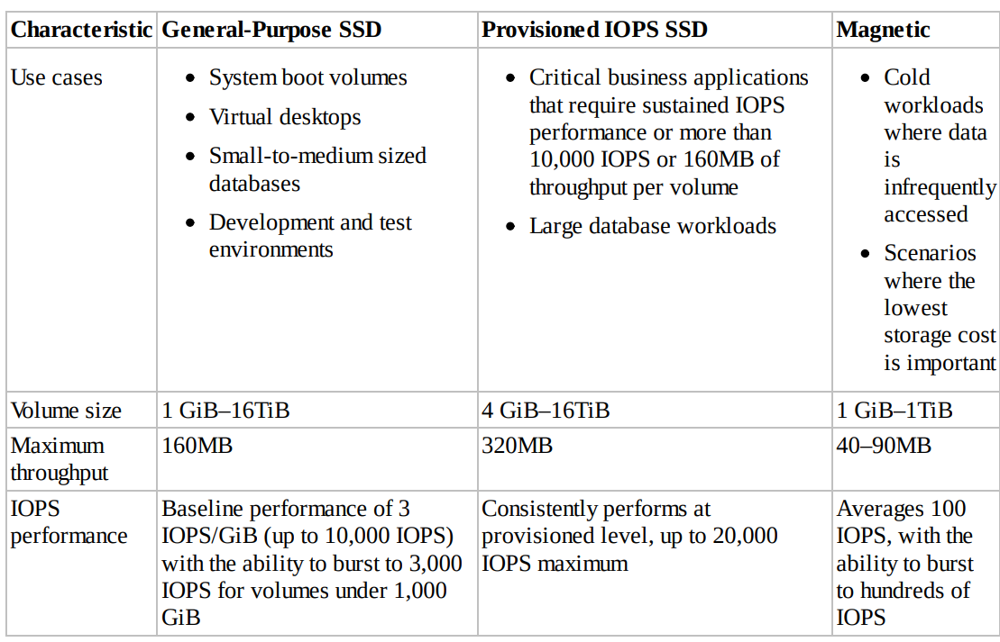 Characteristic General-Purpose SSD Provisioned IOPS SSD Magnetic
Use cases
System boot volumes
Virtual desktops
Small-to-medium sized
databases
Development and test
environments
Critical business applications
that require sustained IOPS
performance or more than
10,000 IOPS or 160MB of
throughput per volume
Large database workloads
Cold
workloads
where data
is
infrequently
accessed
Scenarios
where the
lowest
storage cost
is important
Volume size 1 GiB–16TiB 4 GiB–16TiB 1 GiB–1TiB
Maximum
throughput
160MB 320MB 40–90MB
IOPS
performance
Baseline performance of 3
IOPS/GiB (up to 10,000 IOPS)
with the ability to burst to 3,000
IOPS for volumes under 1,000
GiB
Consistently performs at
provisioned level, up to 20,000
IOPS maximum
Averages 100
IOPS, with the
ability to burst
to hundreds of
IOPS